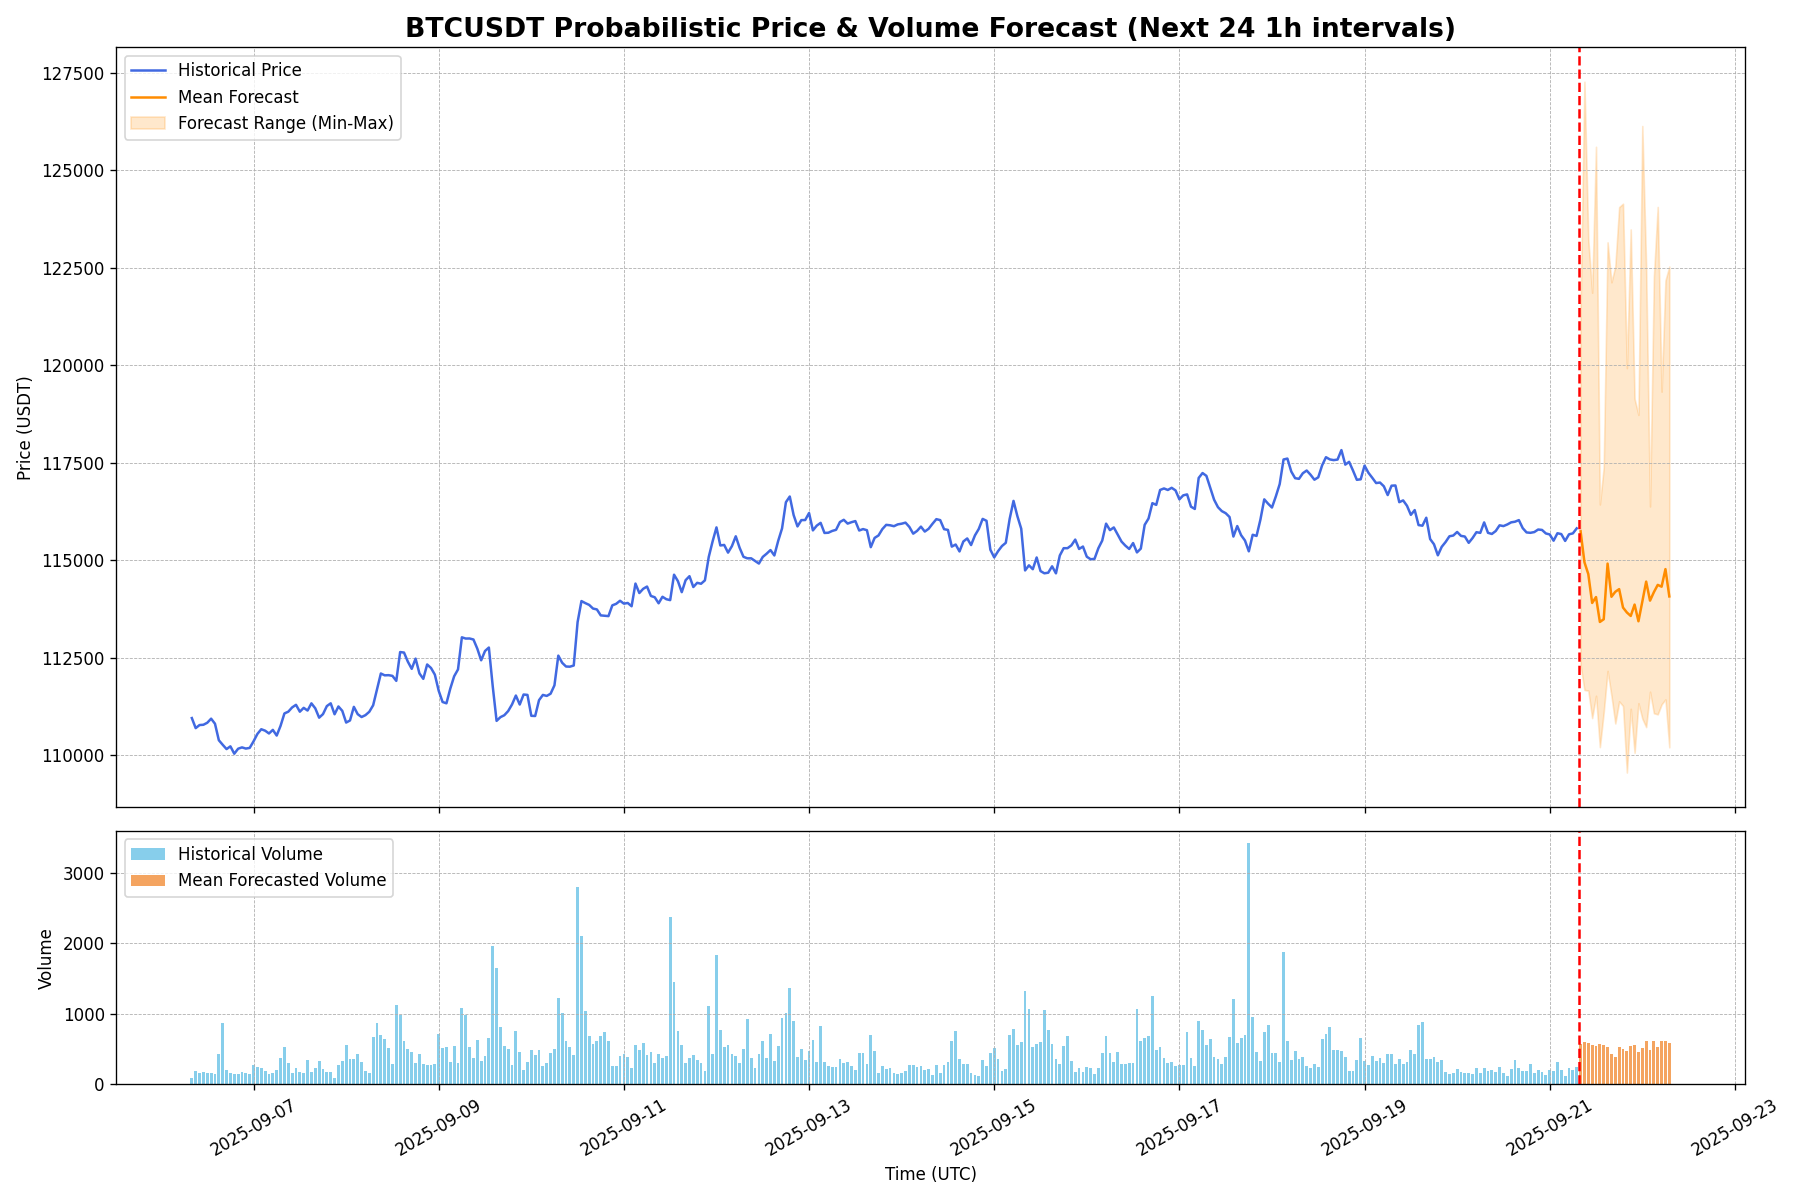 BTCUSDT Probabilistic Price & Volume Forecast (Next 24 1h intervals)
Historical Price
Mean Forecast
Forecast Range (Min-Max)
127500
125000
122500
120000
117500
115000
112500
110000
Price (USDT)
Historical Volume
Mean Forecasted Volume
3000
2000
1000
0
Volume
2025-09-07
2025-09-09
2025-09-11
2025-09-13
2025-09-15
2025-09-17
2025-09-19
2025-09-21
2025-09-23
Time (UTC)